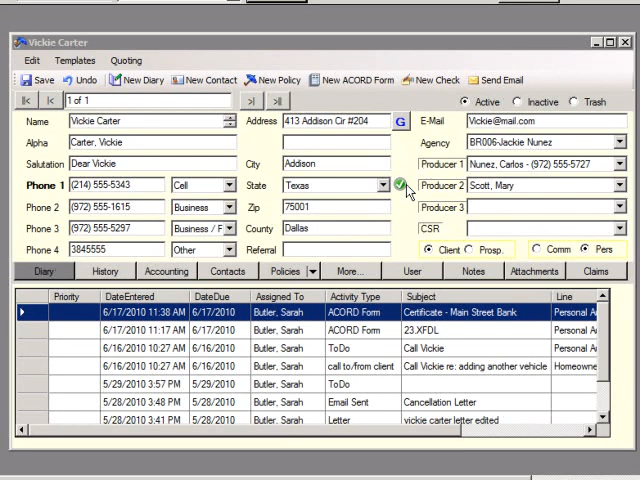 Vickie Carter
Edit Templates Quoting
Save Undo New Diary New Contact New Policy New ACORD Form New Check Send Email
1 of 1 Active Inactive Trash
Name Vickie Carter Address 413 Addison Cir #204 G E-Mail Vickie@mail.com
Alpha Carter, Vickie Agency BR006-Jackie Nunez
Salutation Dear Vickie City Addison Producer 1 Nunez, Carlos - (972) 555-5727
Phone 1 (214) 555-5343 Cell State Texas Producer 2 Scott, Mary
Phone 2 (972) 555-1615 Business Zip 75001 Producer 3
Phone 3 (972) 555-5297 Business / F County Dallas CSR
Phone 4 3845555 Other Referral Client Prosp. Comm Pers
Diary History Accounting Contacts Policies More... User Notes Attachments Claims
Priority DateEntered DateDue Assigned To Activity Type Subject Line
6/17/2010 11:38 AM 6/17/2010 Butler, Sarah ACORD Form Certificate - Main Street Bank Personal A
6/17/2010 11:17 AM 6/17/2010 Butler, Sarah ACORD Form 23.XFDL Personal A
6/16/2010 10:27 AM 6/16/2010 Butler, Sarah ToDo Call Vickie Personal A
6/16/2010 10:27 AM 6/16/2010 Butler, Sarah call to/from client Call Vickie re: adding another vehicle Homeowne
5/29/2010 3:57 PM 5/29/2010 Butler, Sarah ToDo
5/28/2010 3:48 PM 5/28/2010 Butler, Sarah Email Sent Cancellation Letter
5/28/2010 3:41 PM 5/28/2010 Butler, Sarah Letter vickie carter letter edited